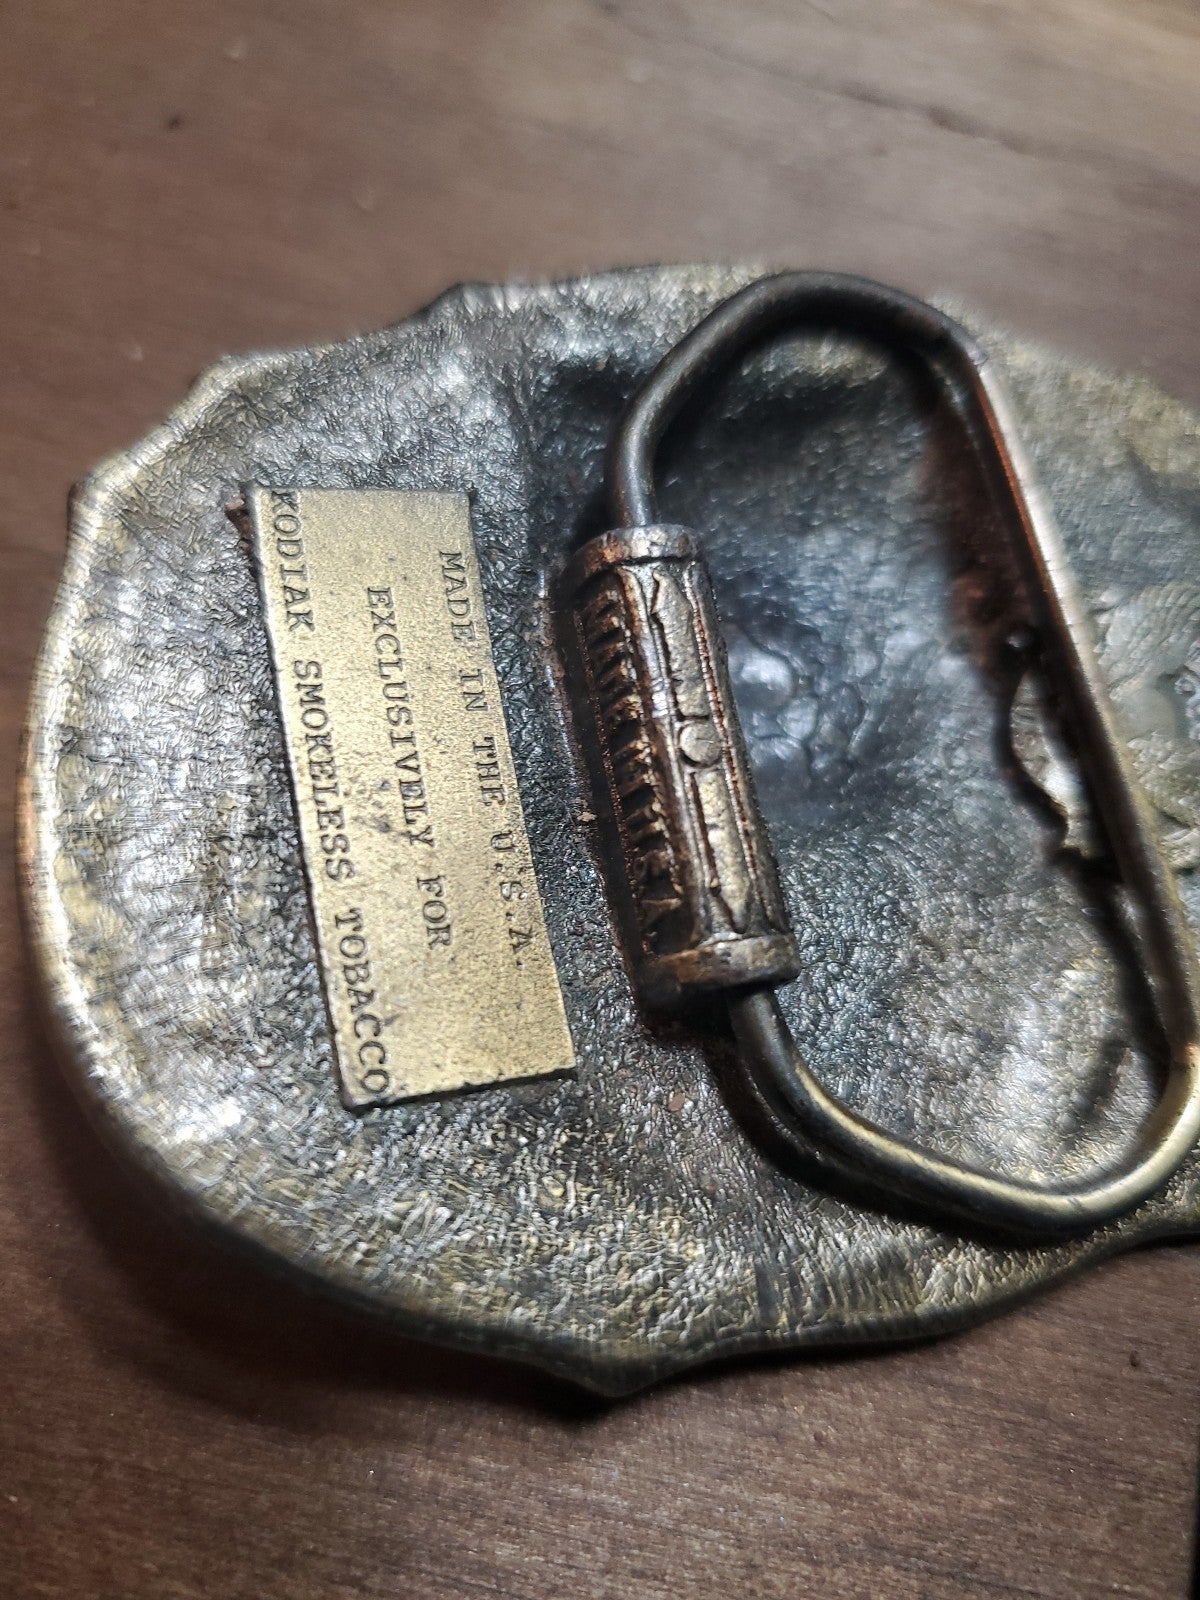 MADE IN THE U.S.A.
EXCLUSIVELY FOR
KODIAK SMOKELESS TOBACCO